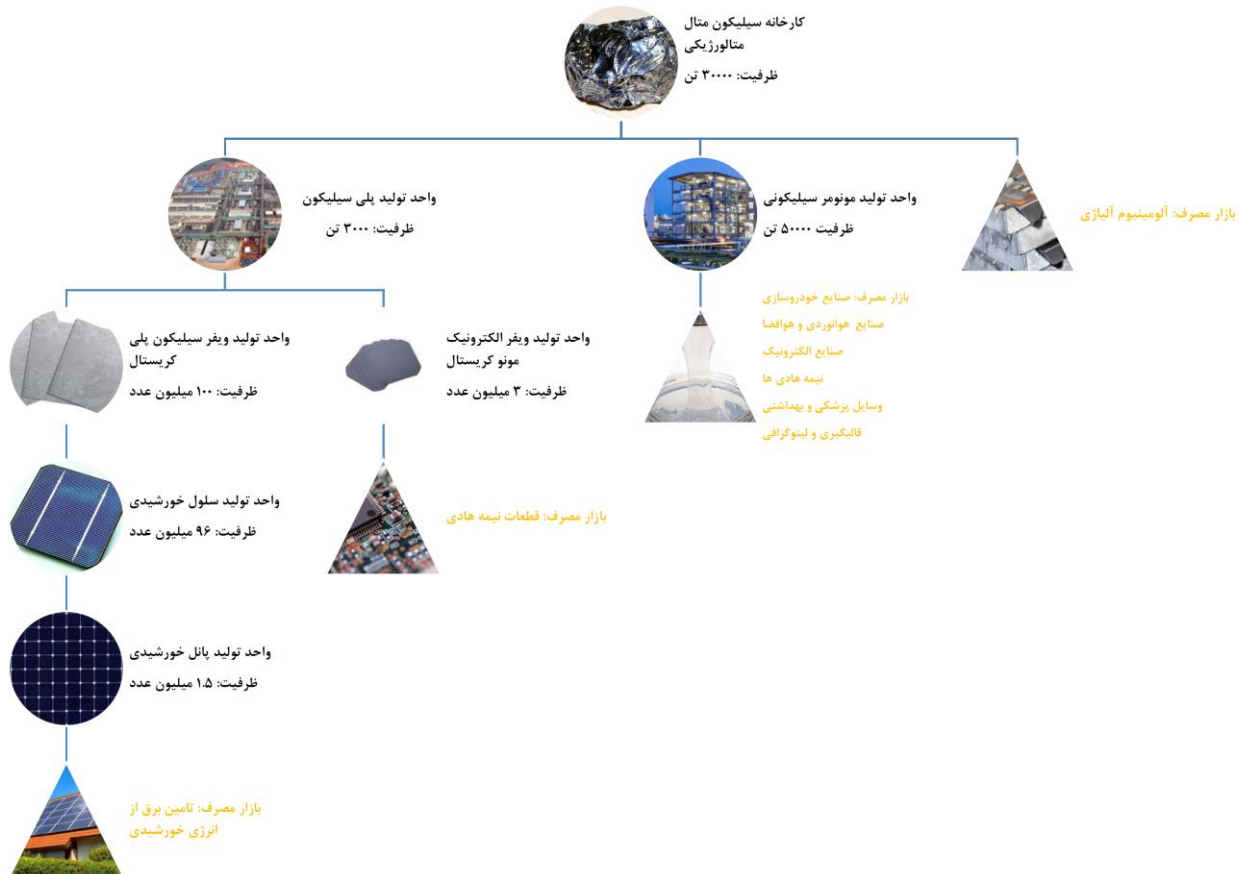 کارخانه سیلیکون متال
متالورژیکی
ظرفیت: ۳۰۰۰۰ تن
واحد تولید پلی سیلیکون
ظرفیت: ۳۰۰۰ تن
واحد تولید مونومر سیلیکونی
ظرفیت ۵۰۰۰۰ تن
بازار مصرف: آلومینیوم آلیاژی
واحد تولید ویفر سیلیکون پلی
کریستال
ظرفیت: ۱۰۰ میلیون عدد
واحد تولید ویفر الکترونیک
مونو کریستال
ظرفیت: ۳ میلیون عدد
بازار مصرف: صنایع خودروسازی
صنایع هوانوردی و هوافضا
صنایع الکترونیک
نیمه هادی ها
وسایل پزشکی و بهداشتی
قالبگیری و لیتوگرافی
واحد تولید سلول خورشیدی
ظرفیت: ۹۶ میلیون عدد
بازار مصرف: قطعات نیمه هادی
واحد تولید پانل خورشیدی
ظرفیت: ۱.۵ میلیون عدد
بازار مصرف: تامین برق از
انرژی خورشیدی